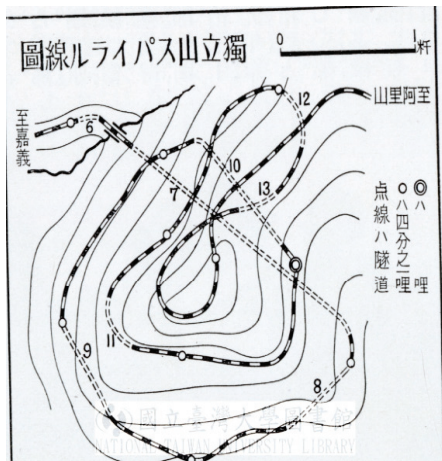 獨立山スパイラル線圖
0 1粁
至阿里山
至嘉義
6
7
8
9
10
11
12
13
◎ハ哩
○ハ四分之一哩
点線ハ隧道
國立臺灣大學圖書館
NATIONAL TAIWAN UNIVERSITY LIBRARY